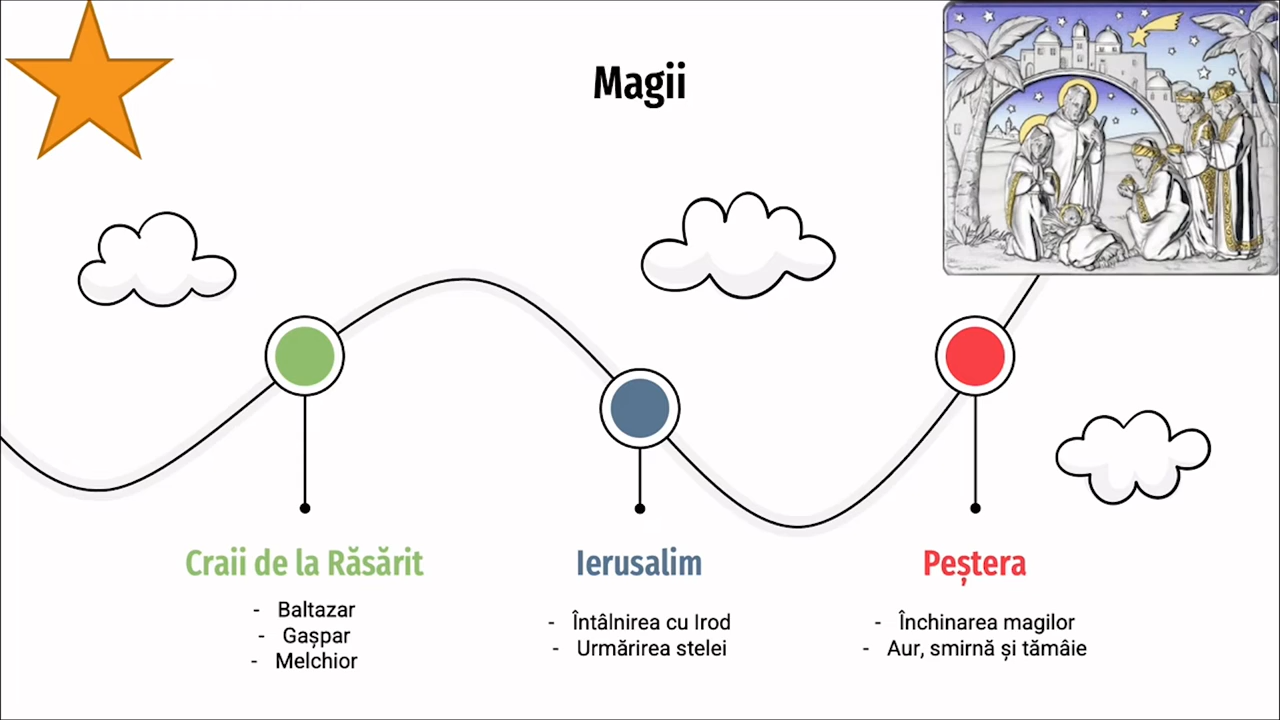 Magii
Craii de la Răsărit
- Baltazar
- Gașpar
- Melchior
Ierusalim
- Întâlnirea cu Irod
- Urmărirea stelei
Peștera
- Închinarea magilor
- Aur, smirnă și tămâie